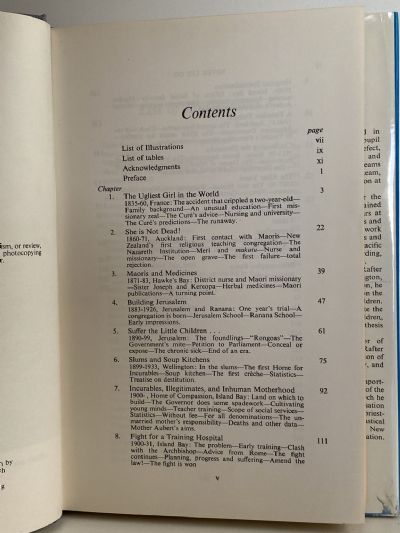 Contents
page
List of Illustrations vii
List of tables ix
Acknowledgments xi
Preface 1
Chapter
1. The Ugliest Girl in the World 3
1835-60, France: The accident that crippled a two-year-old—
Family background—An unusual education—First mis-
sionary zeal—The Curé's advice—Nursing and university—
The Curé's predictions—The runaway.
2. She is Not Dead! 22
1860-71, Auckland: First contact with Maoris—New
Zealand's first religious teaching congregation—The
Nazareth Institution—Meri and makutu—Nurse and
missionary—The open grave—The first failure—total
rejection.
3. Maoris and Medicines 39
1871-83, Hawke's Bay: District nurse and Maori missionary
—Sister Joseph and Kereopa—Herbal medicines—Maori
publications—A turning point.
4. Building Jerusalem 47
1883-1926, Jerusalem and Ranana: One year's trial—A
congregation is born—Jerusalem School—Ranana School—
Early impressions.
5. Suffer the Little Children . . . 61
1890-99, Jerusalem: The foundlings—"Rongoas"—The
Government's mite—Petition to Parliament—Conceal or
expose—The chronic sick—End of an era.
6. Slums and Soup Kitchens 75
1899-1933, Wellington: In the slums—The first Home for
Incurables—Soup kitchen—The first crèche—Statistics—
Treatise on destitution.
7. Incurables, Illegitimates, and Inhuman Motherhood 92
1900- , Home of Compassion, Island Bay: Land on which to
build—The Governor does some spadework—Cultivating
young minds—Teacher training—Scope of social services—
Statistics—Without fee—For all denominations—The un-
married mother's responsibility—Deaths and other data—
Mother Aubert's aims.
8. Fight for a Training Hospital 111
1900-31, Island Bay: The problem—Early training—Clash
with the Archbishop—Advice from Rome—The fight
continues—Planning, progress and suffering—Amend the
law!—The fight is won
v
ism, or review,
photocopying